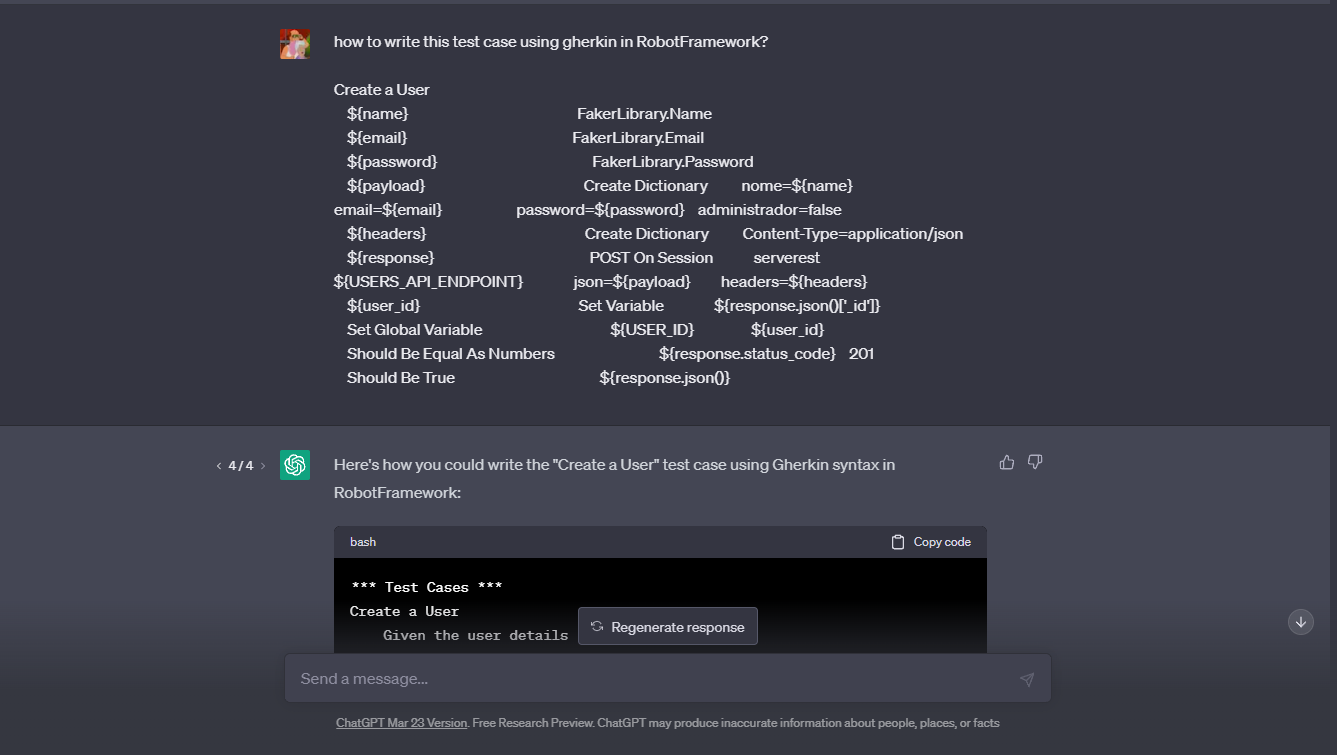 how to write this test case using gherkin in RobotFramework?
Create a User
${name} FakerLibrary.Name
${email} FakerLibrary.Email
${password} FakerLibrary.Password
${payload} Create Dictionary nome=${name}
email=${email} password=${password} administrador=false
${headers} Create Dictionary Content-Type=application/json
${response} POST On Session serverest
${USERS_API_ENDPOINT} json=${payload} headers=${headers}
${user_id} Set Variable ${response.json()['_id']}
Set Global Variable ${USER_ID} ${user_id}
Should Be Equal As Numbers ${response.status_code} 201
Should Be True ${response.json()}
< 4 / 4 >
Here's how you could write the "Create a User" test case using Gherkin syntax in
RobotFramework:
bash Copy code
*** Test Cases ***
Create a User
Given the user details
Regenerate response
Send a message...
ChatGPT Mar 23 Version. Free Research Preview. ChatGPT may produce inaccurate information about people, places, or facts